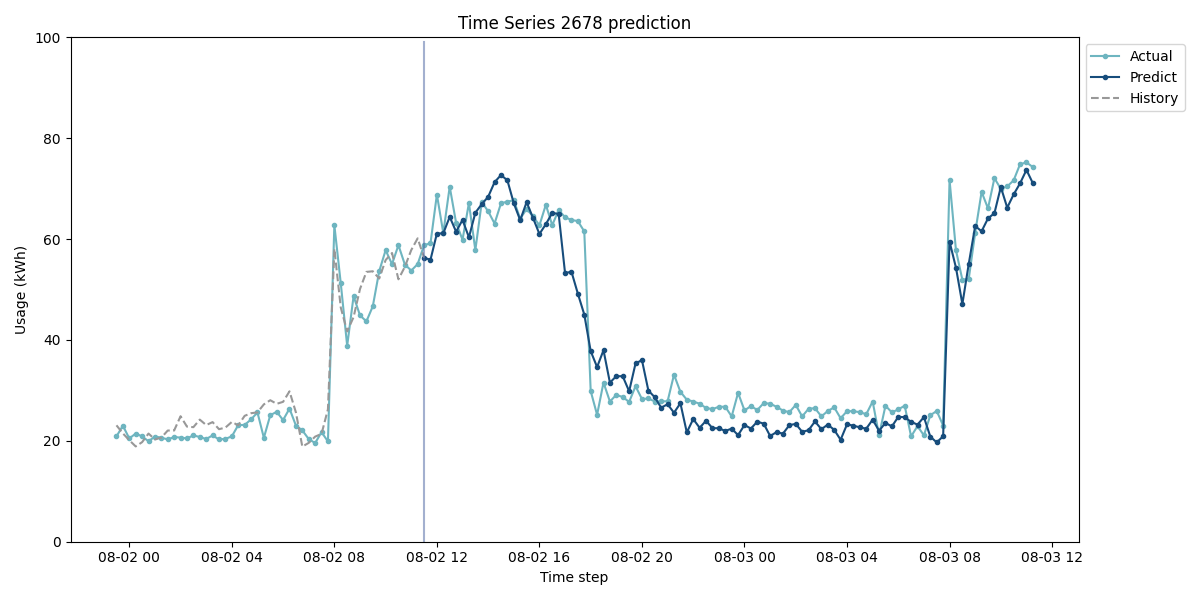 Time Series 2678 prediction
100
80
60
40
20
0
Usage (kWh)
08-02 00
08-02 04
08-02 08
08-02 12
08-02 16
08-02 20
08-03 00
08-03 04
08-03 08
08-03 12
Time step
Actual
Predict
History